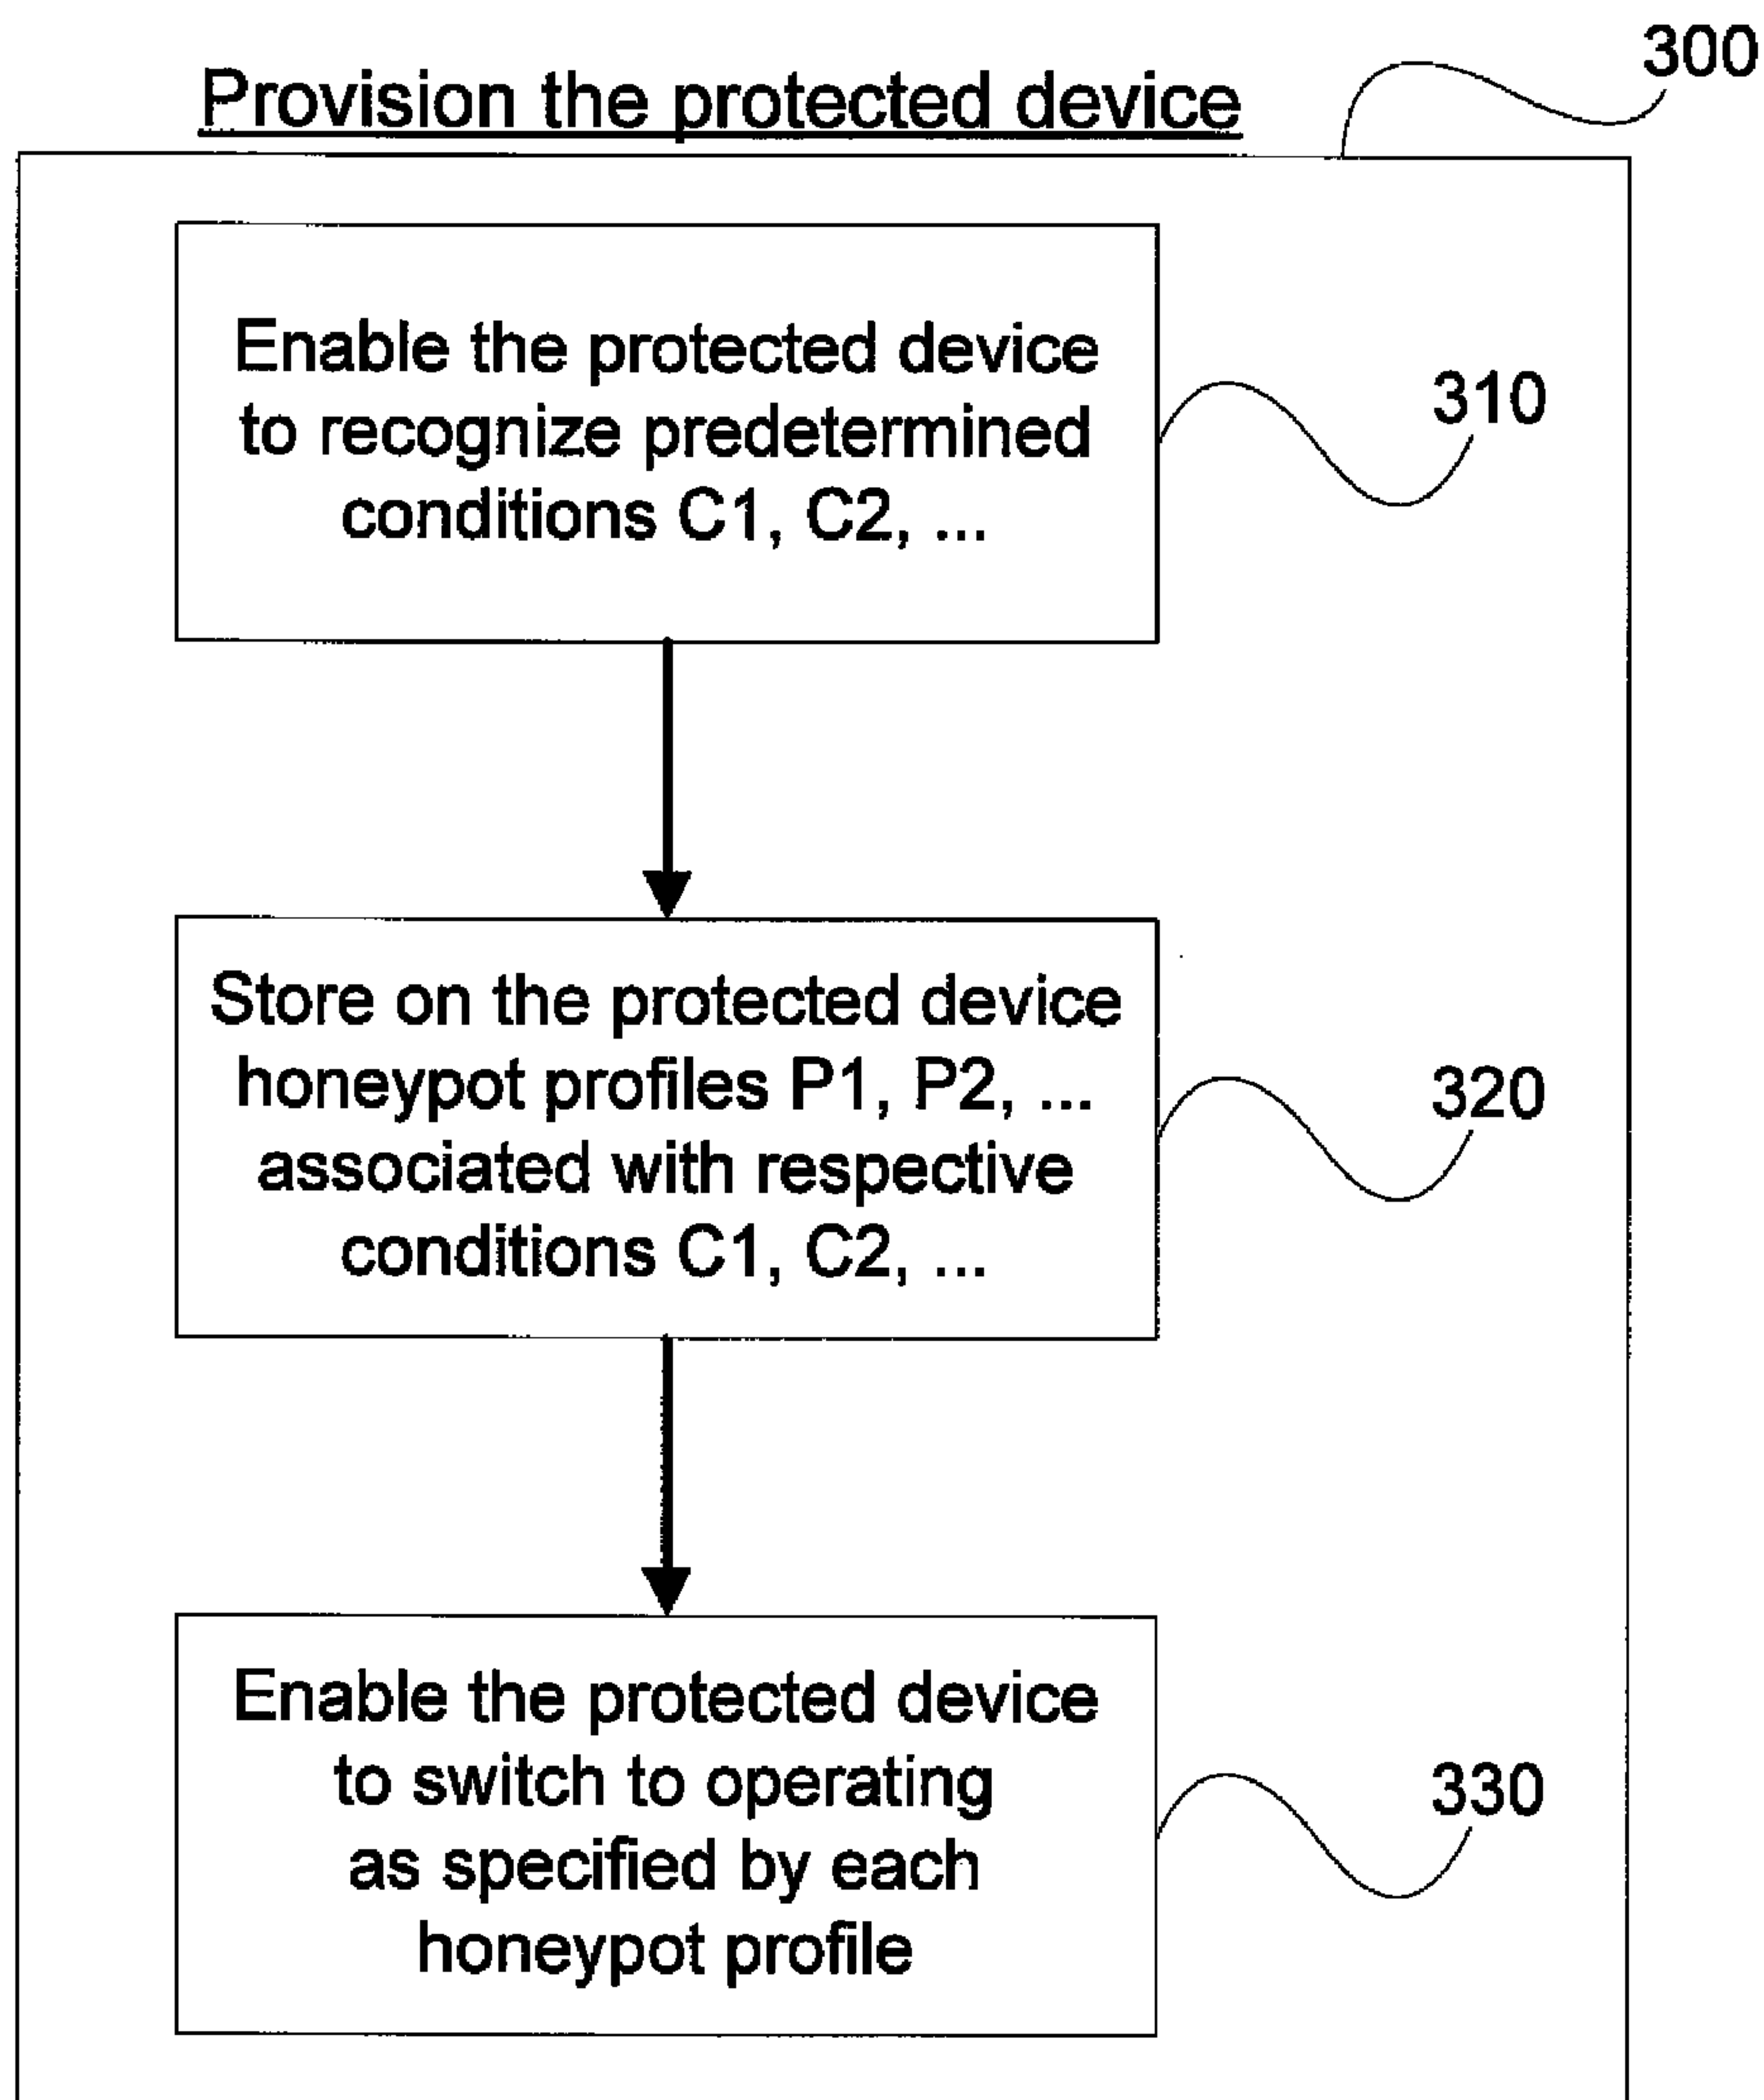 300
Provision the protected device
Enable the protected device
to recognize predetermined
conditions C1, C2, ...
310
Store on the protected device
honeypot profiles P1, P2, ...
associated with respective
conditions C1, C2, ...
320
Enable the protected device
to switch to operating
as specified by each
honeypot profile
330